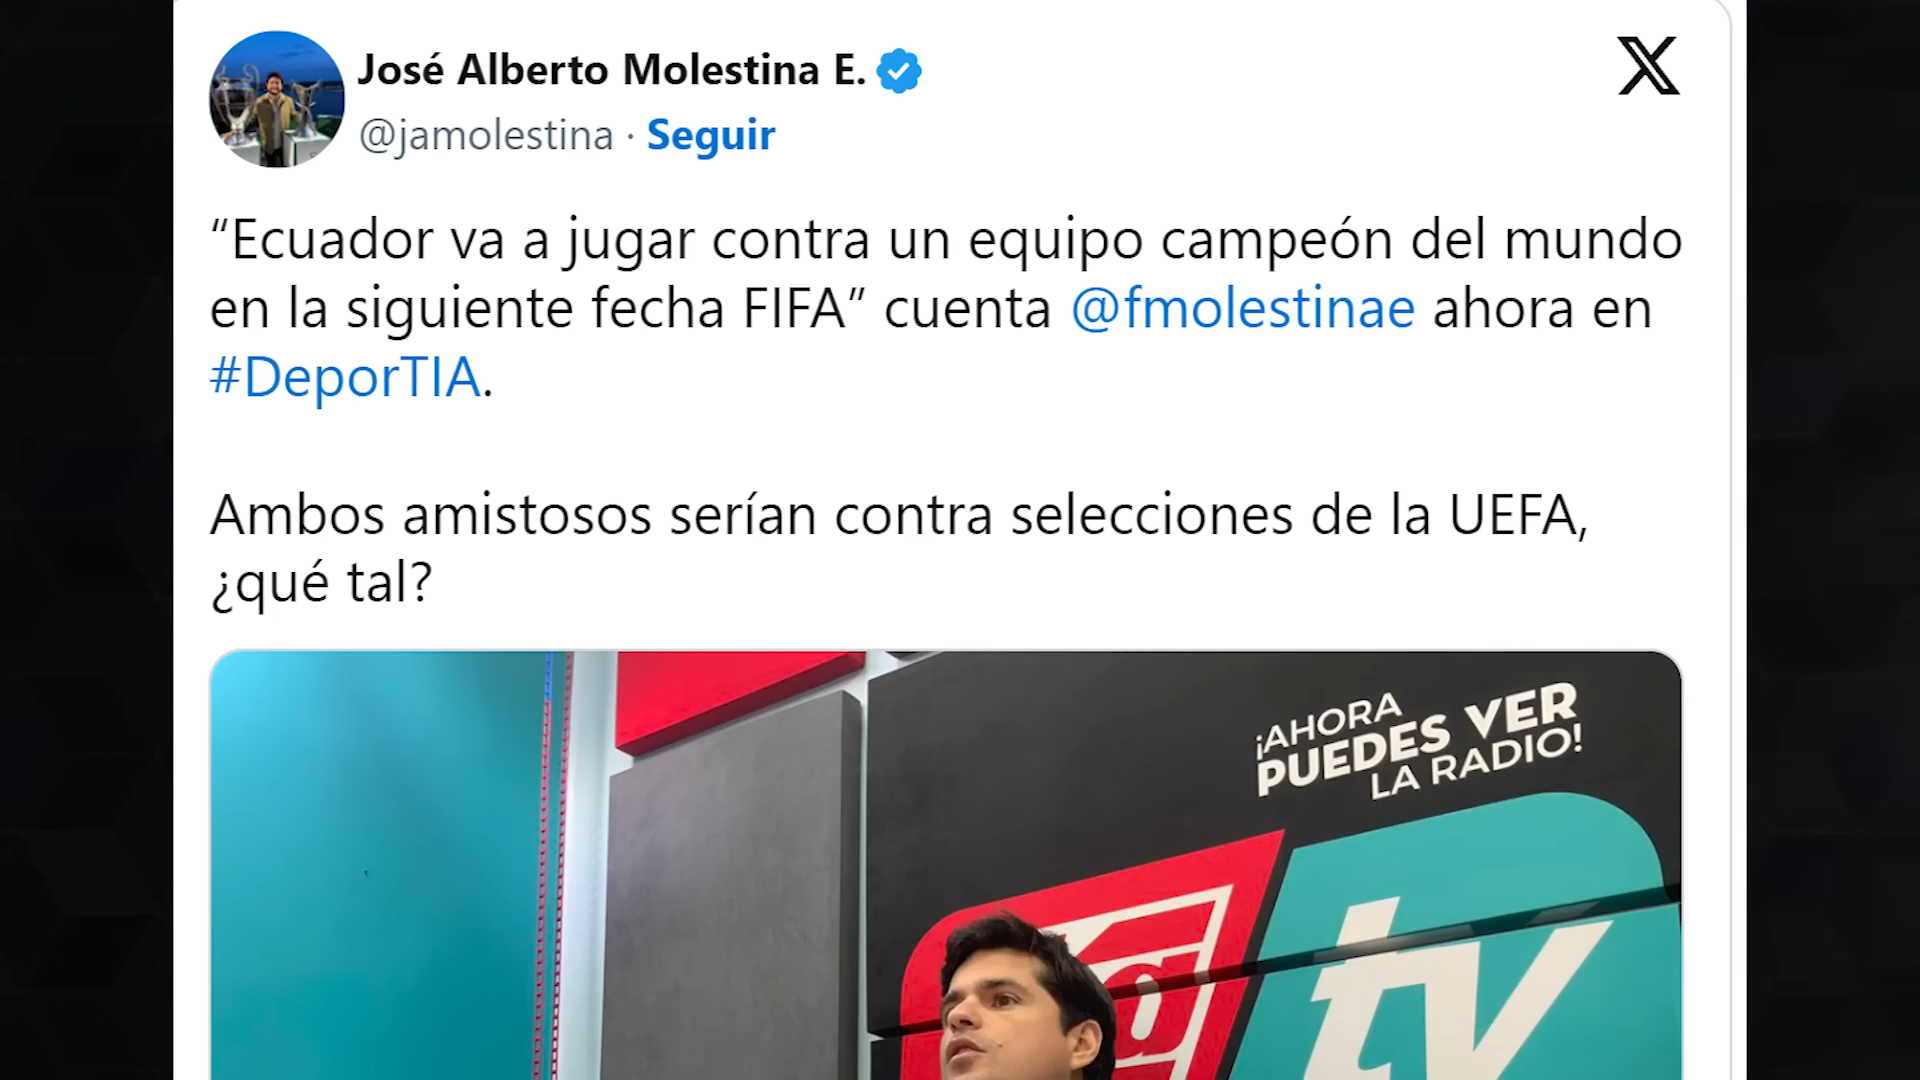 José Alberto Molestina E.
@jamolestina · Seguir
“Ecuador va a jugar contra un equipo campeón del mundo
en la siguiente fecha FIFA” cuenta @fmolestinae ahora en
#DeporTIA.
Ambos amistosos serían contra selecciones de la UEFA,
¿qué tal?
¡AHORA
PUEDES VER
LA RADIO!
tv